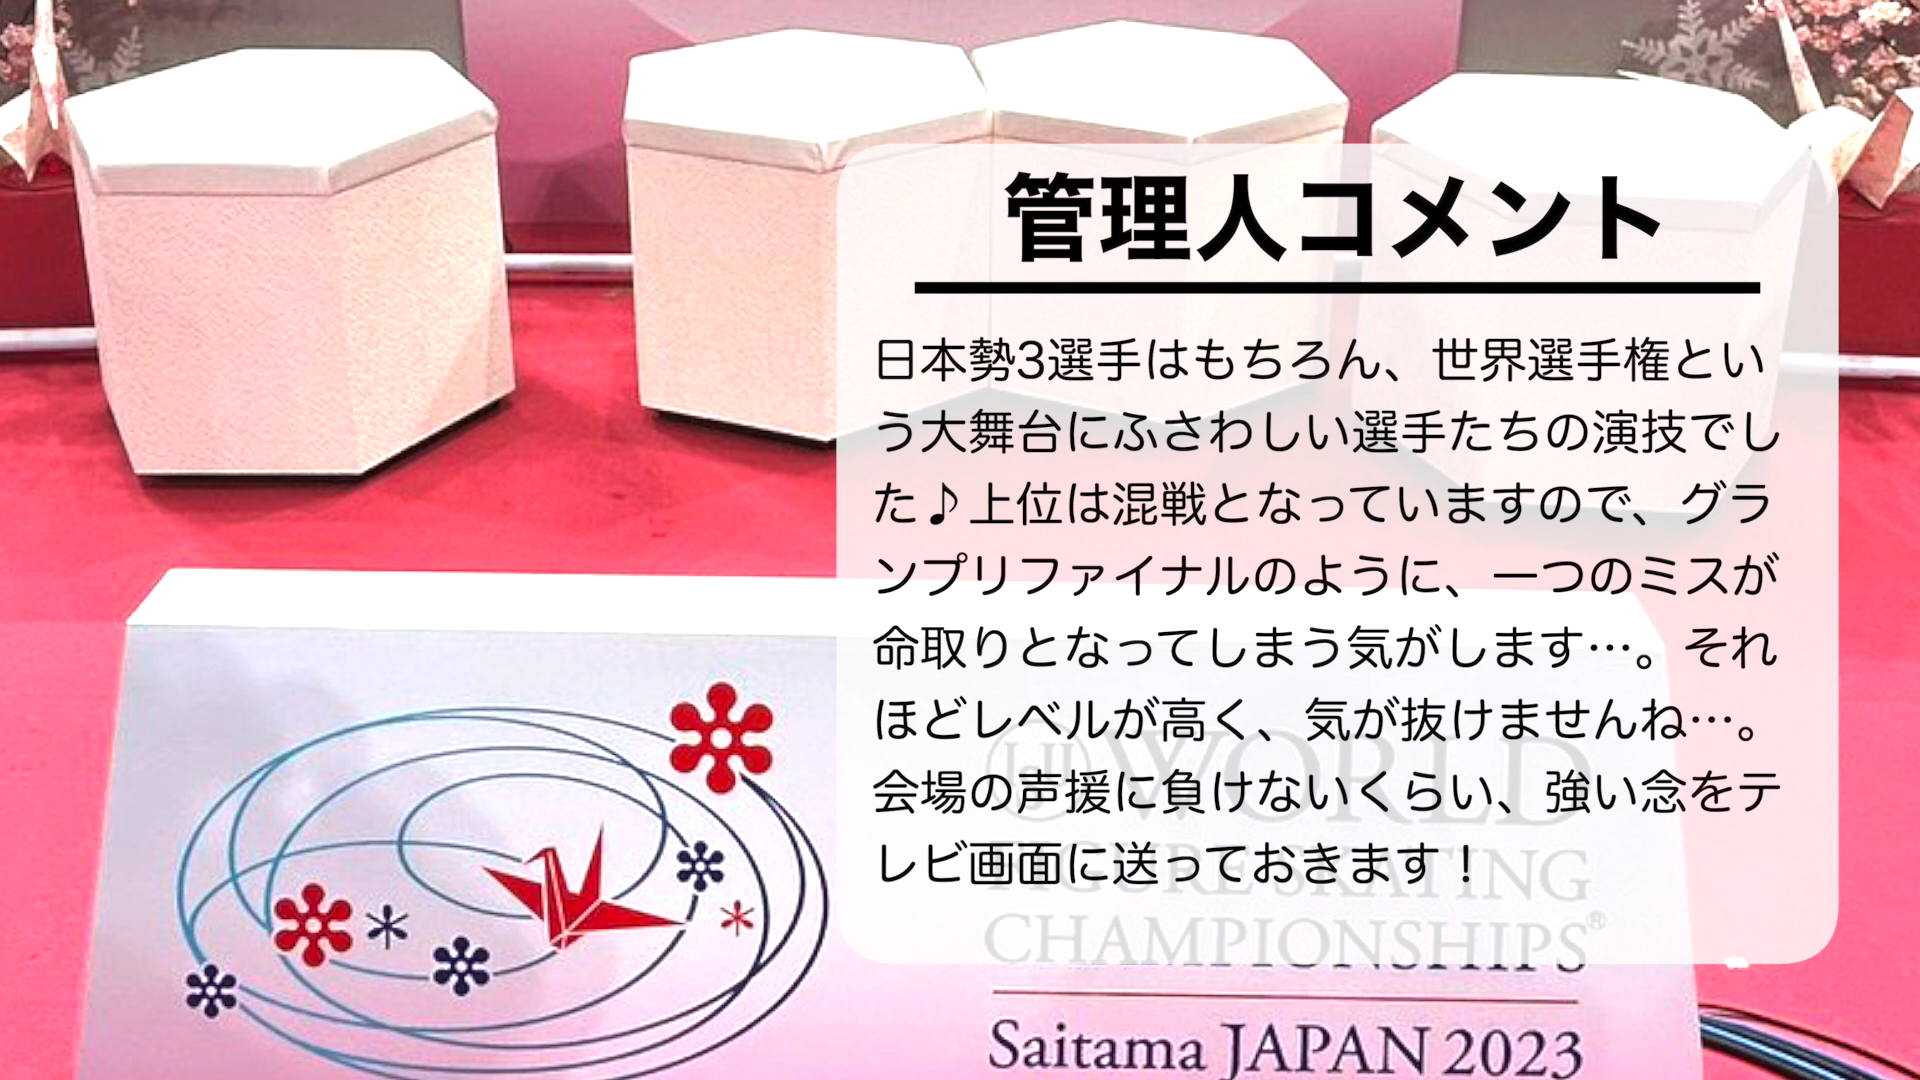 管理人コメント
日本勢3選手はもちろん、世界選手権とい
う大舞台にふさわしい選手たちの演技でし
た♪上位は混戦となっていますので、グラ
ンプリファイナルのように、一つのミスが
命取りとなってしまう気がします…。それ
ほどレベルが高く、気が抜けませんね…。
会場の声援に負けないくらい、強い念をテ
レビ画面に送っておきます！
ISU WORLD
FIGURE SKATING
CHAMPIONSHIPS®
Saitama JAPAN 2023